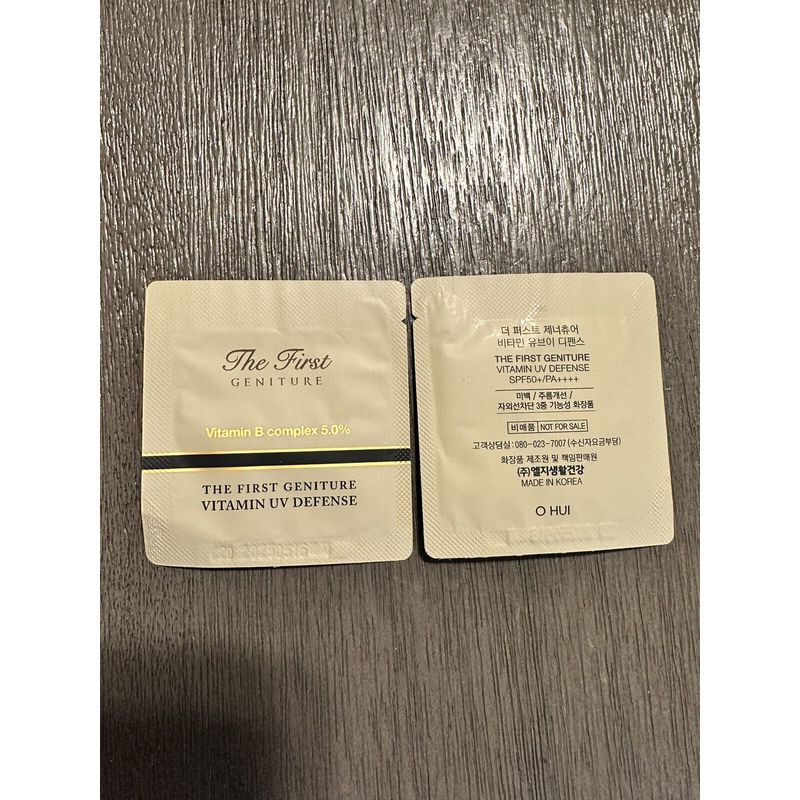 The First
GENITURE
Vitamin B complex 5.0%
THE FIRST GENITURE
VITAMIN UV DEFENSE
더 퍼스트 제너츄어
비타민 유브이 디펜스
THE FIRST GENITURE
VITAMIN UV DEFENSE
SPF50+/PA++++
미백 / 주름개선 /
자외선차단 3중 기능성 화장품
비매품 NOT FOR SALE
고객상담실 : 080-023-7007 (수신자요금부담)
화장품 제조원 및 책임판매원
(주)엘지생활건강
MADE IN KOREA
O HUI